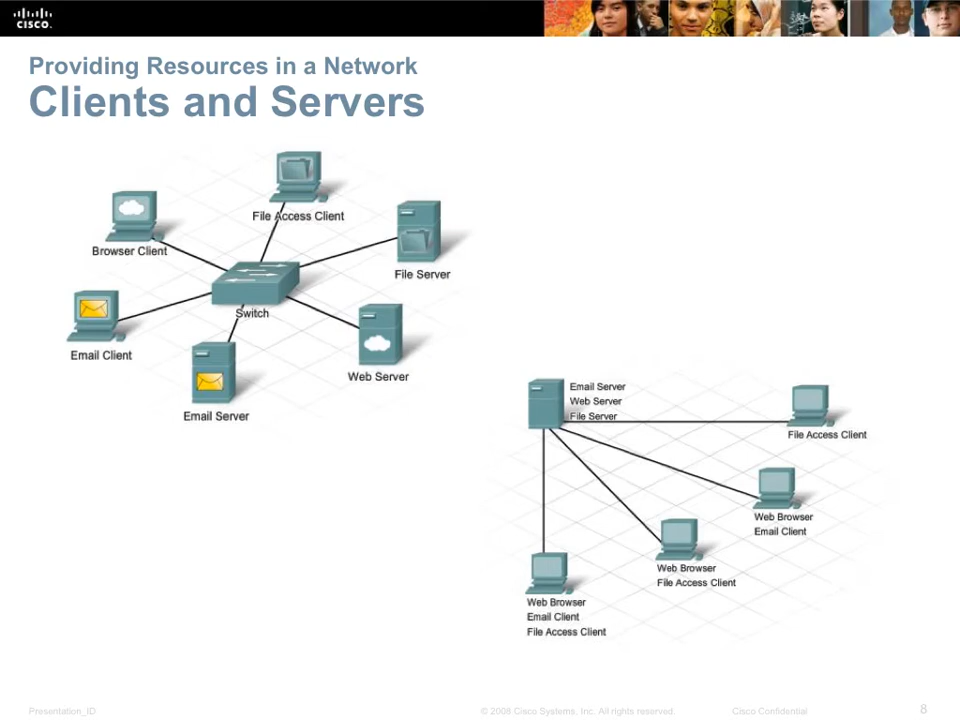 CISCO.
Providing Resources in a Network
Clients and Servers
File Access Client
Browser Client
File Server
Switch
Email Client
Web Server
Email Server
Email Server
Web Server
File Server
File Access Client
Web Browser
Email Client
Web Browser
File Access Client
Web Browser
Email Client
File Access Client
Presentation_ID
© 2008 Cisco Systems, Inc. All rights reserved.
Cisco Confidential
8